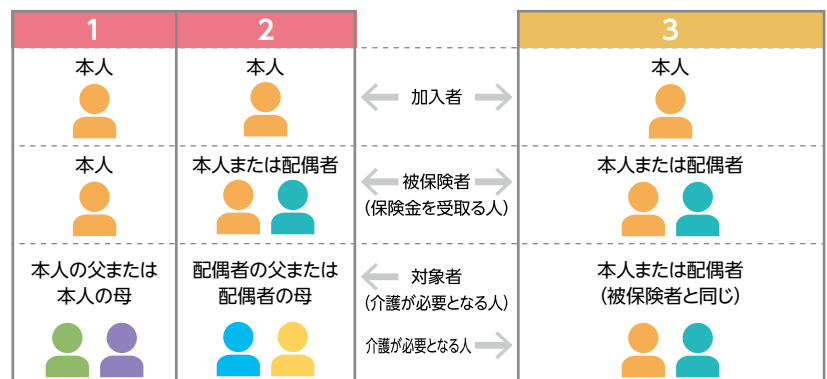 1
2
3
本人
本人
加入者
本人
本人
本人または配偶者
被保険者
（保険金を受取る人）
本人または配偶者
本人の父または
本人の母
配偶者の父または
配偶者の母
対象者
（介護が必要となる人）
介護が必要となる人
本人または配偶者
（被保険者と同じ）